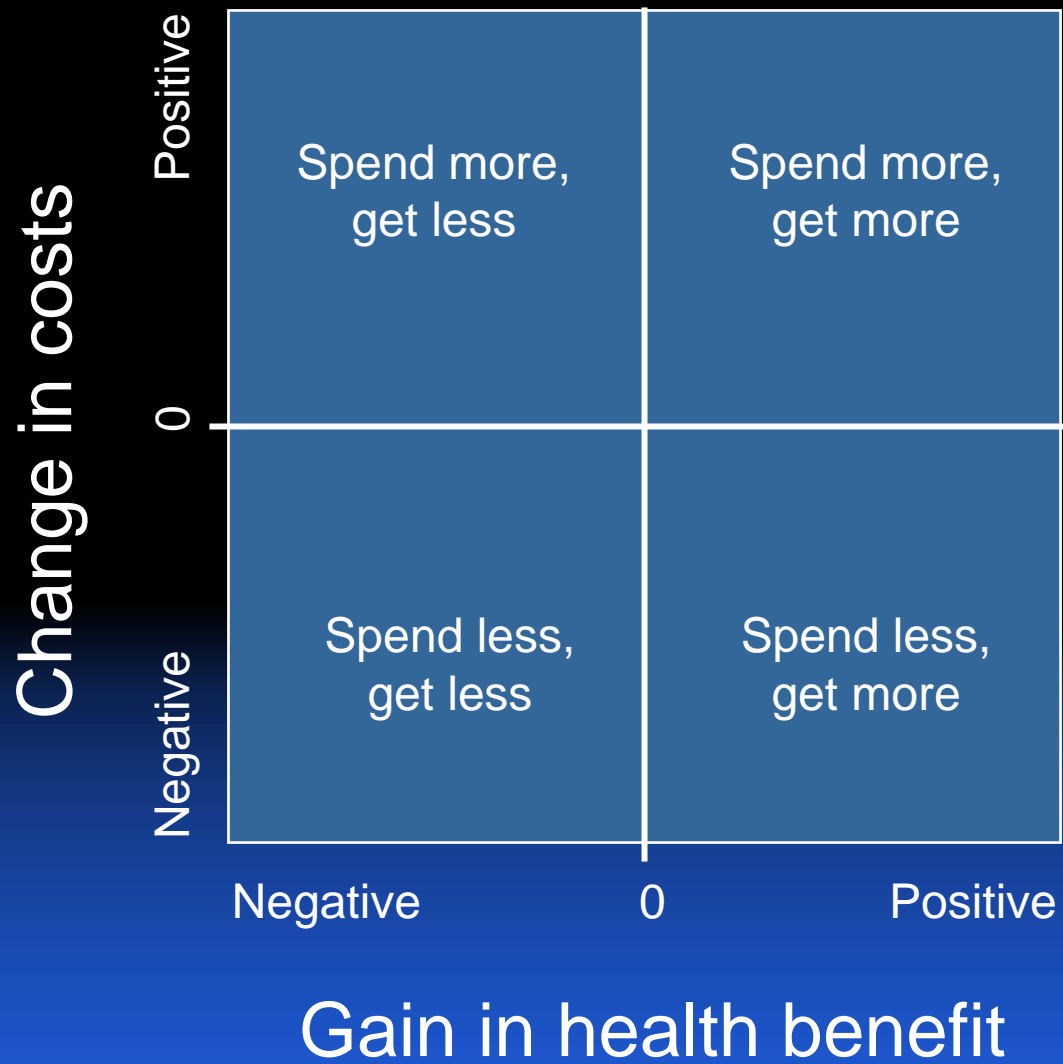 Change in costs
Positive
0
Negative
Spend more,
get less
Spend more,
get more
Spend less,
get less
Spend less,
get more
Negative
0
Positive
Gain in health benefit